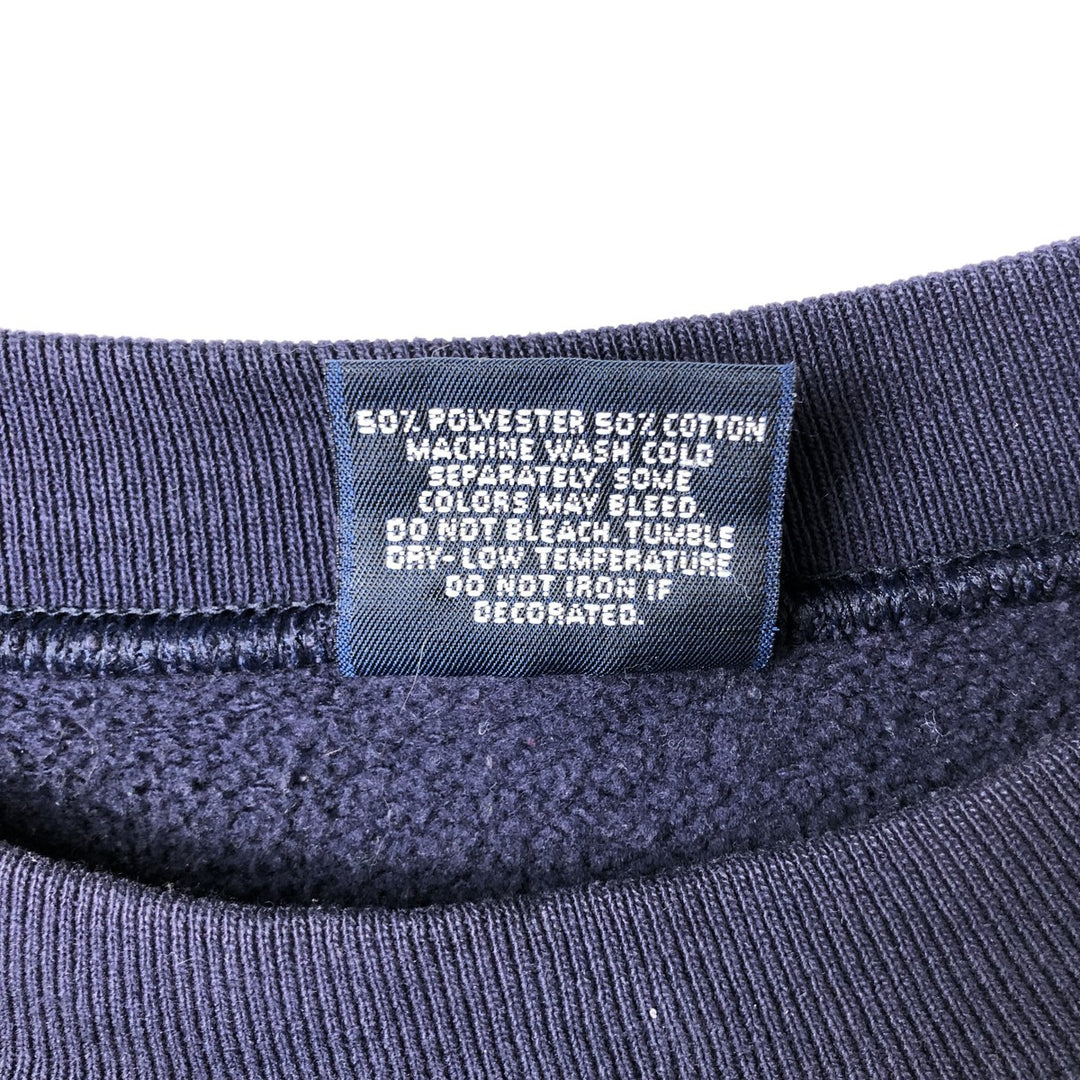 50% POLYESTER 50% COTTON
MACHINE WASH COLD
SEPARATELY, SOME
COLORS MAY BLEED.
DO NOT BLEACH, TUMBLE
DRY-LOW, TEMPERATURE
DO NOT IRON IF
DECORATED.